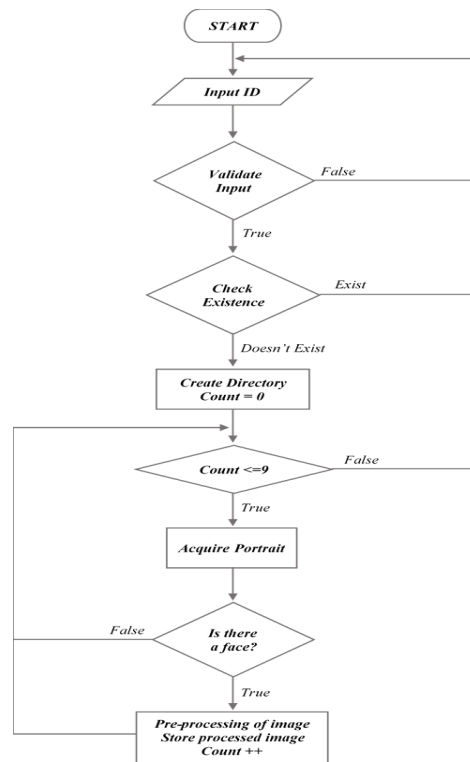 START
Input ID
Validate
Input
False
True
Check
Existence
Exist
Doesn't Exist
Create Directory
Count = 0
Count <=9
False
True
Acquire Portrait
Is there
a face?
False
True
Pre-processing of image
Store processed image
Count ++